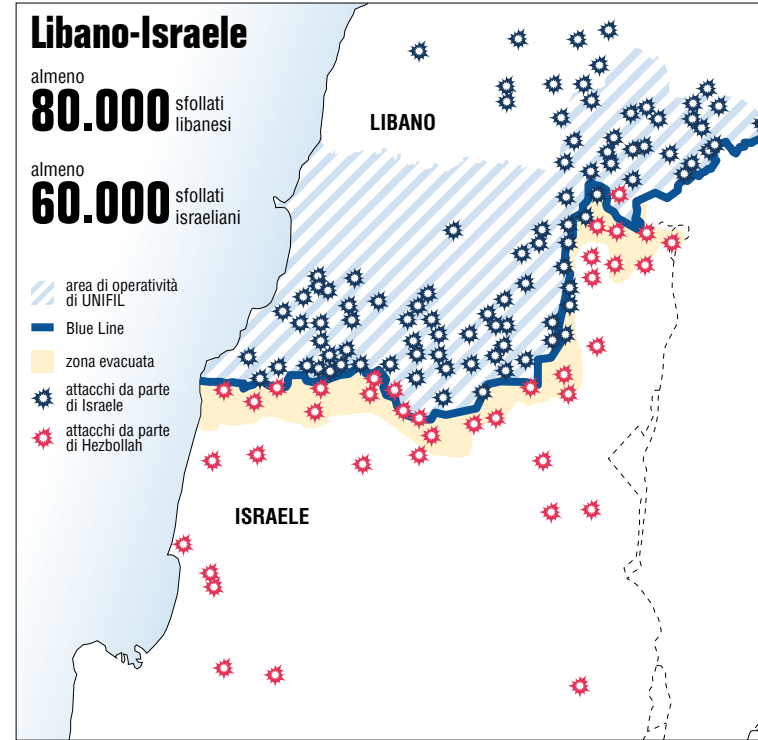 Libano-Israele
almeno
80.000 sfollati
libanesi
almeno
60.000 sfollati
israeliani
area di operatività
di UNIFIL
Blue Line
zona evacuata
attacchi da parte
di Israele
attacchi da parte
di Hezbollah
LIBANO
ISRAELE